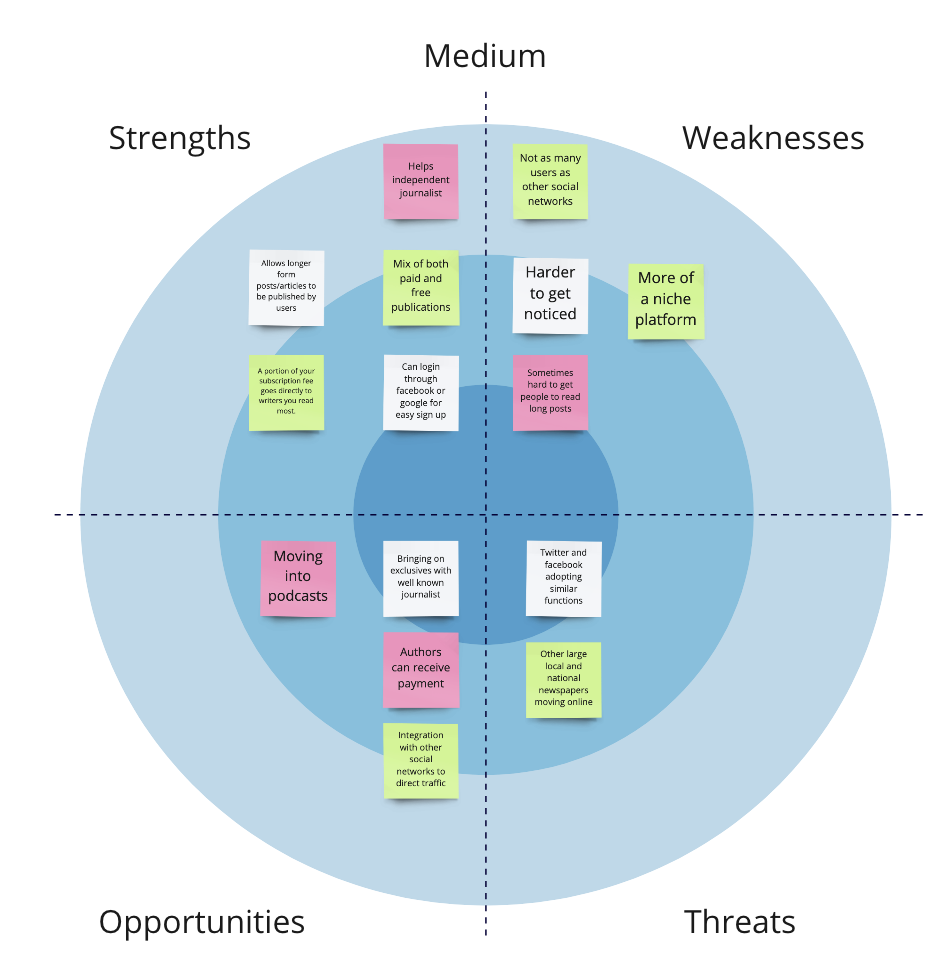 Medium
Strengths
Weaknesses
Helps
independent
journalist
Not as many
users as
other social
networks
Allows longer
form
posts/articles to
be published by
users
Mix of both
paid and
free
publications
Harder
to get
noticed
More of
a niche
platform
A portion of your
subscription fee
goes directly to
writers you read
most.
Can login
through
facebook or
google for
easy sign up
Sometimes
hard to get
people to read
long posts
Moving
into
podcasts
Bringing on
exclusives with
well known
journalist
Twitter and
facebook
adopting
similar
functions
Authors
can receive
payment
Other large
local and
national
newspapers
moving online
Integration
with other
social
networks to
direct traffic
Opportunities
Threats